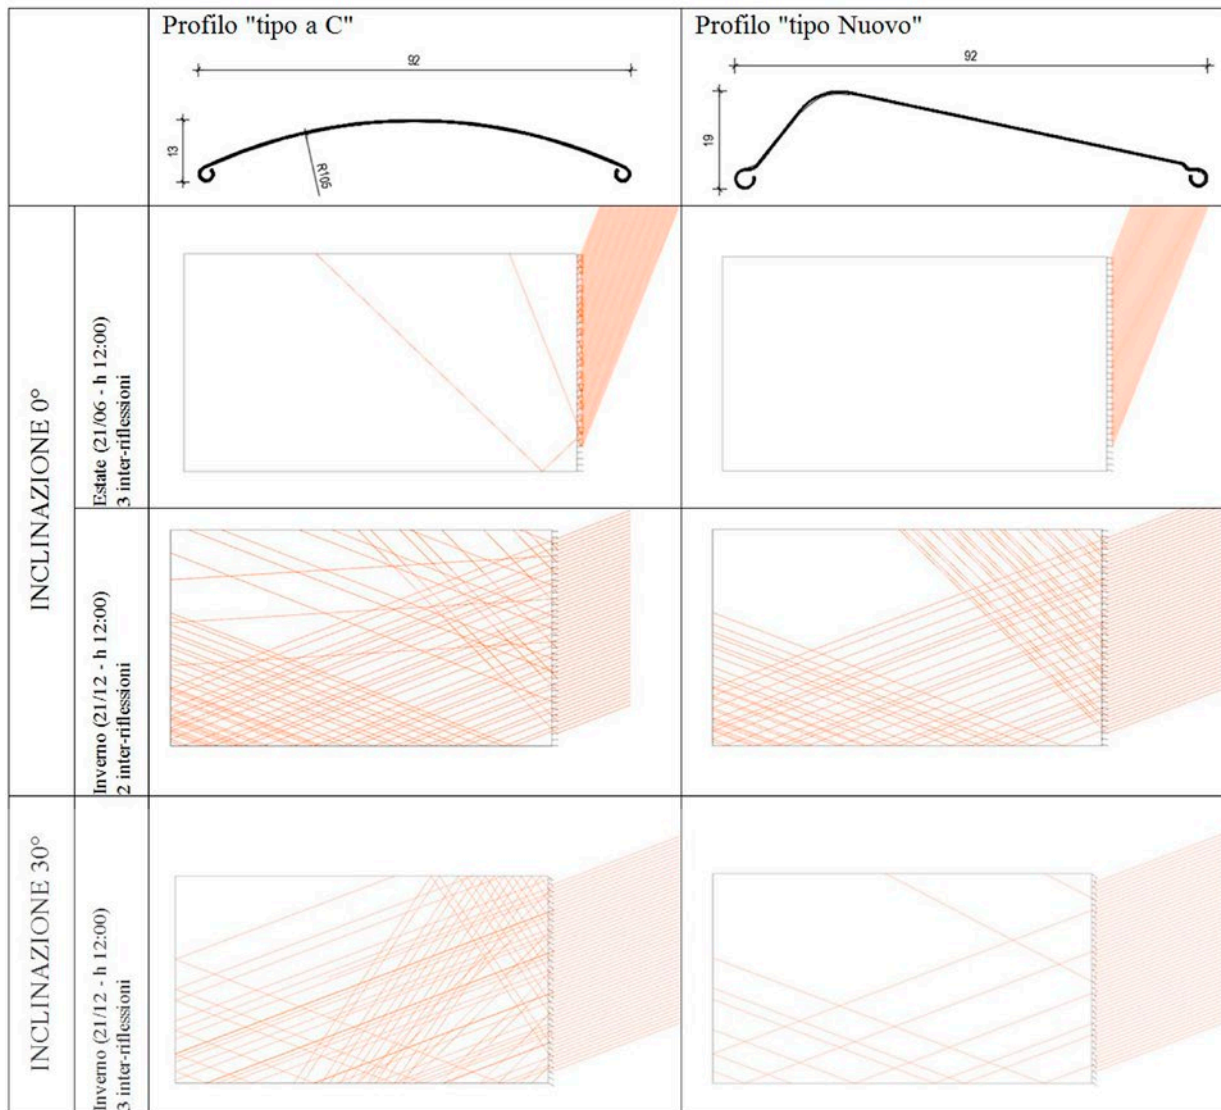 Profilo "tipo a C"
Profilo "tipo Nuovo"
92
13
R105
92
19
INCLINAZIONE 0°
Estate (21/06 - h 12:00)
3 inter-riflessioni
Inverno (21/12 - h 12:00)
2 inter-riflessioni
INCLINAZIONE 30°
Inverno (21/12 - h 12:00)
3 inter-riflessioni